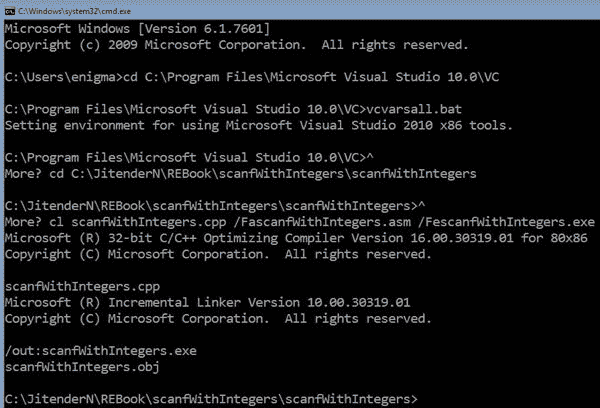 C:\Windows\system32\cmd.exe
Microsoft Windows [Version 6.1.7601]
Copyright (c) 2009 Microsoft Corporation.  All rights reserved.
C:\Users\enigma>cd C:\Program Files\Microsoft Visual Studio 10.0\VC
C:\Program Files\Microsoft Visual Studio 10.0\VC>vcvarsall.bat
Setting environment for using Microsoft Visual Studio 2010 x86 tools.
C:\Program Files\Microsoft Visual Studio 10.0\VC>^
More? cd C:\JitenderN\REBook\scanfWithIntegers\scanfWithIntegers
C:\JitenderN\REBook\scanfWithIntegers\scanfWithIntegers>^
More? cl scanfWithIntegers.cpp /FascanfWithIntegers.asm /FescanfWithIntegers.exe
Microsoft (R) 32-bit C/C++ Optimizing Compiler Version 16.00.30319.01 for 80x86
Copyright (C) Microsoft Corporation.  All rights reserved.
scanfWithIntegers.cpp
Microsoft (R) Incremental Linker Version 10.00.30319.01
Copyright (C) Microsoft Corporation.  All rights reserved.
/out:scanfWithIntegers.exe
scanfWithIntegers.obj
C:\JitenderN\REBook\scanfWithIntegers\scanfWithIntegers>